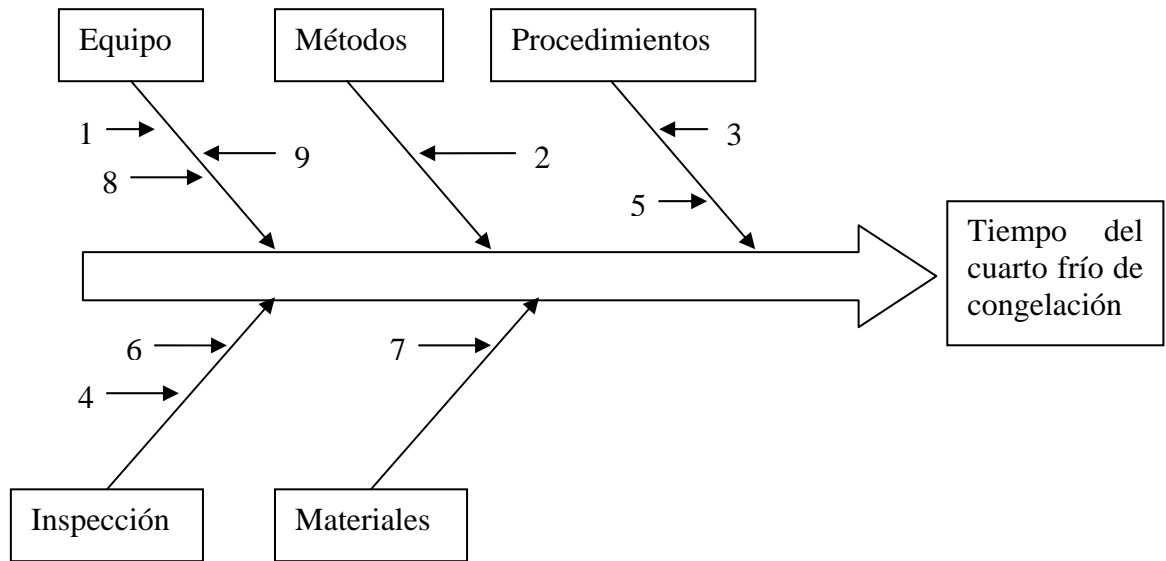 Equipo
Métodos
Procedimientos
1
9
8
2
3
5
Tiempo del
cuarto frío de
congelación
6
4
7
Inspección
Materiales